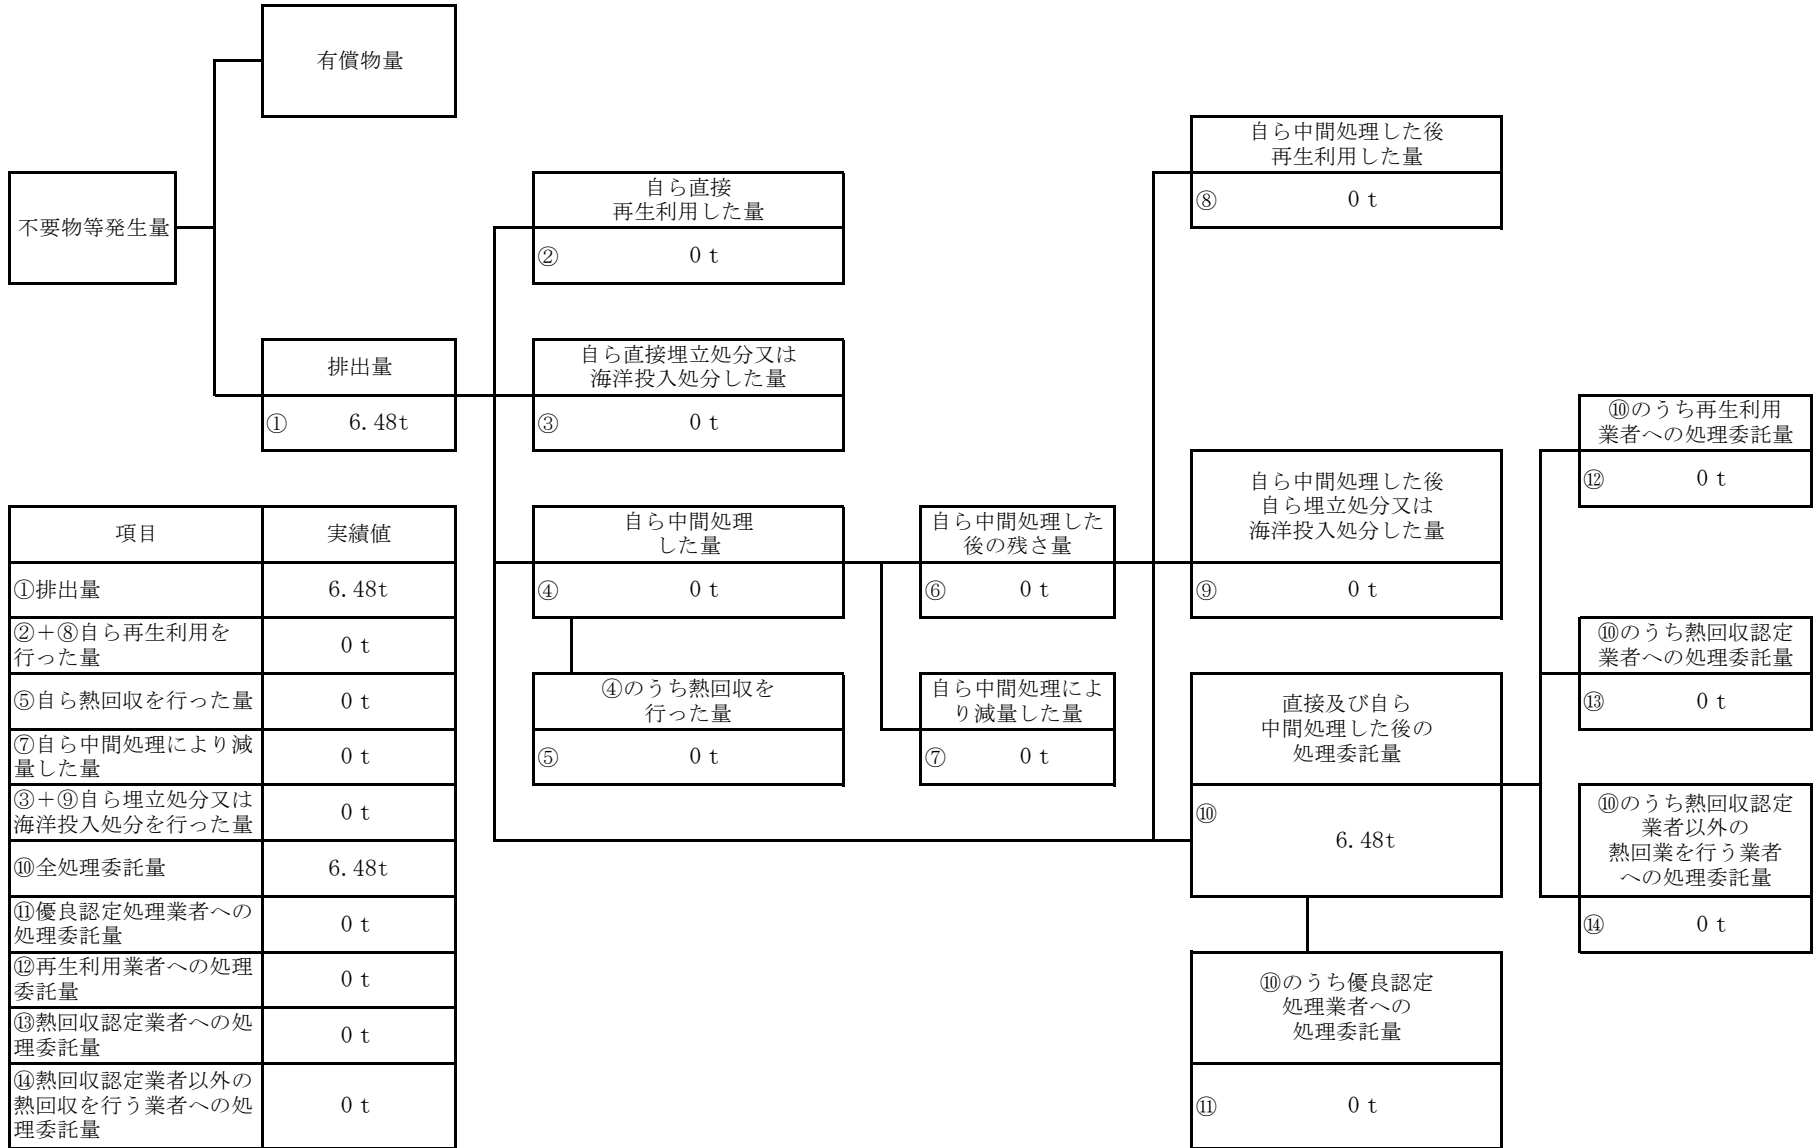 有償物量
不要物等発生量
排出量
① 6.48t
自ら直接
再生利用した量
② 0 t
自ら直接埋立処分又は
海洋投入処分した量
③ 0 t
自ら中間処理
した量
④ 0 t
④のうち熱回収を
行った量
⑤ 0 t
自ら中間処理した
後の残さ量
⑥ 0 t
自ら中間処理によ
り減量した量
⑦ 0 t
自ら中間処理した後
再生利用した量
⑧ 0 t
自ら中間処理した後
自ら埋立処分又は
海洋投入処分した量
⑨ 0 t
直接及び自ら
中間処理した後の
処理委託量
⑩
6.48t
⑩のうち優良認定
処理業者への
処理委託量
⑪ 0 t
⑩のうち再生利用
業者への処理委託量
⑫ 0 t
⑩のうち熱回収認定
業者への処理委託量
⑬ 0 t
⑩のうち熱回収認定
業者以外の
熱回業を行う業者
への処理委託量
⑭ 0 t
項目 実績値
①排出量 6.48t
②＋⑧自ら再生利用を
行った量 0 t
⑤自ら熱回収を行った量 0 t
⑦自ら中間処理により減
量した量 0 t
③＋⑨自ら埋立処分又は
海洋投入処分を行った量 0 t
⑩全処理委託量 6.48t
⑪優良認定処理業者への
処理委託量 0 t
⑫再生利用業者への処理
委託量 0 t
⑬熱回収認定業者への処
理委託量 0 t
⑭熱回収認定業者以外の
熱回収を行う業者への処
理委託量 0 t